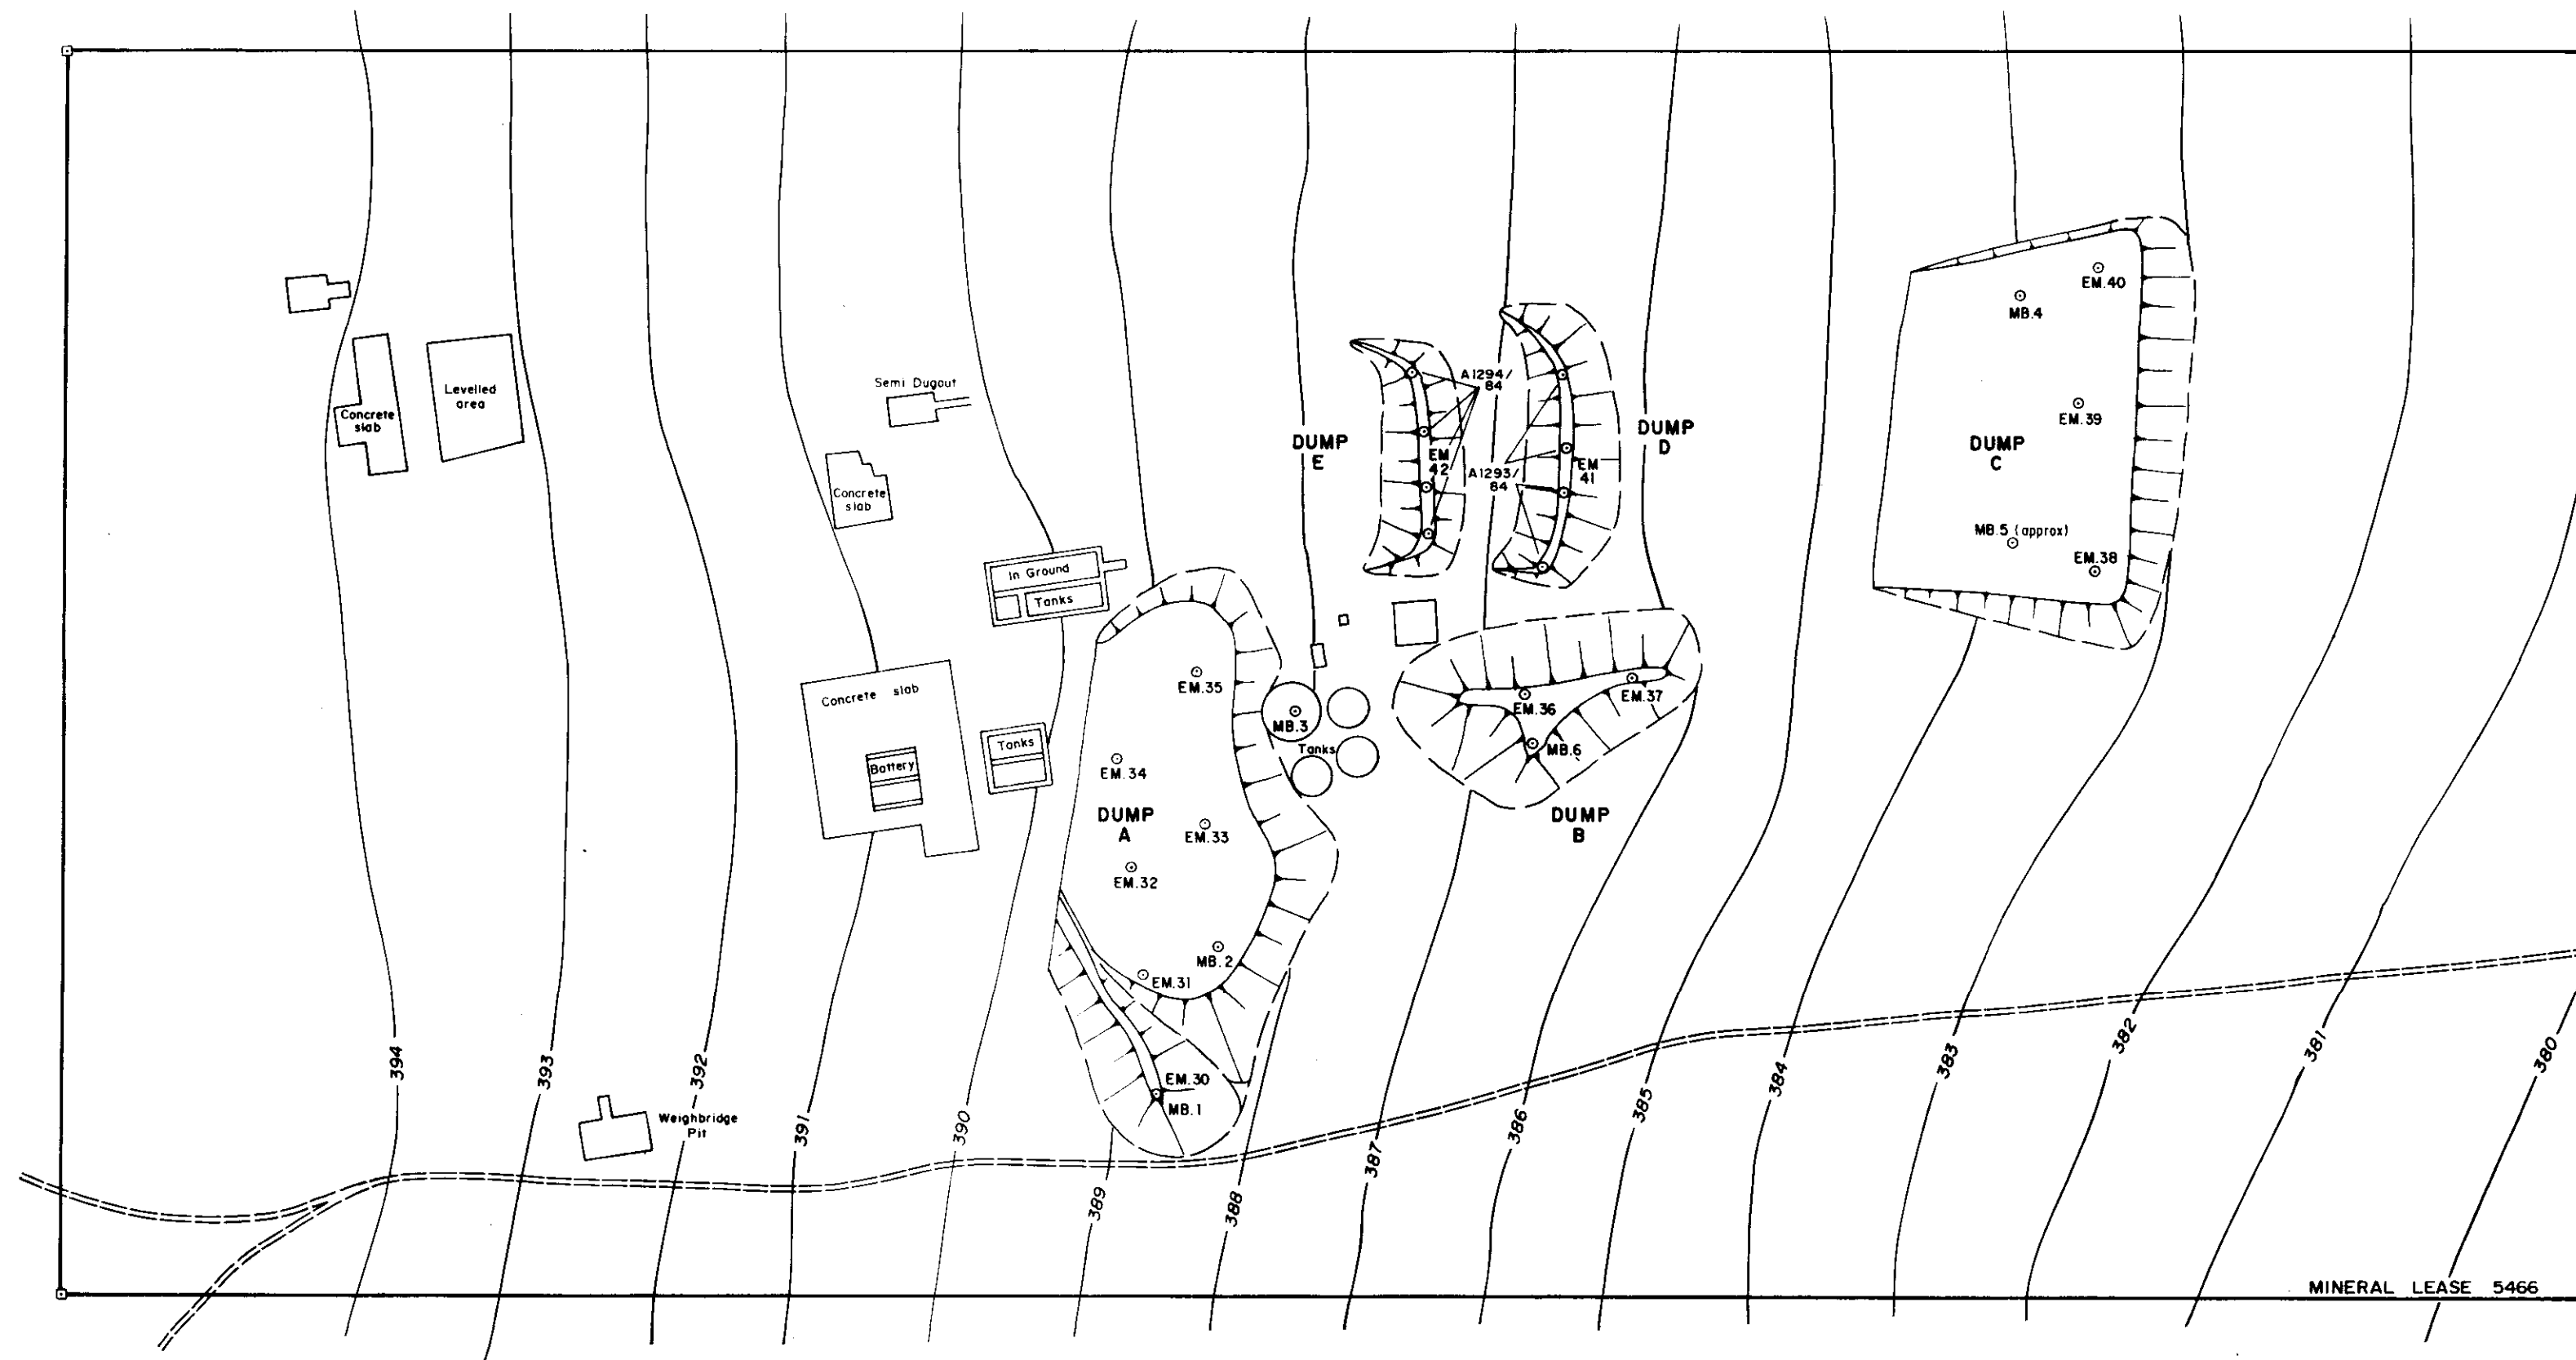 EM.40
MB.4
A1294/
84
Semi Dugout
Levelled
area
Concrete
slab
EM.39
DUMP
E
DUMP
D
DUMP
C
EM
42
EM
41
A1293/
84
Concrete
slab
MB.5 (approx)
EM.38
In Ground
Tanks
EM.35
Concrete slab
EM.37
EM.36
MB.3
Tanks
MB.6
Tanks
Battery
EM.34
DUMP
A
DUMP
B
EM.33
EM.32
MB.2
EM.31
EM.30
MB.1
Weighbridge
Pit
394
393
392
391
390
389
388
387
386
385
384
383
382
381
380
MINERAL LEASE 5466